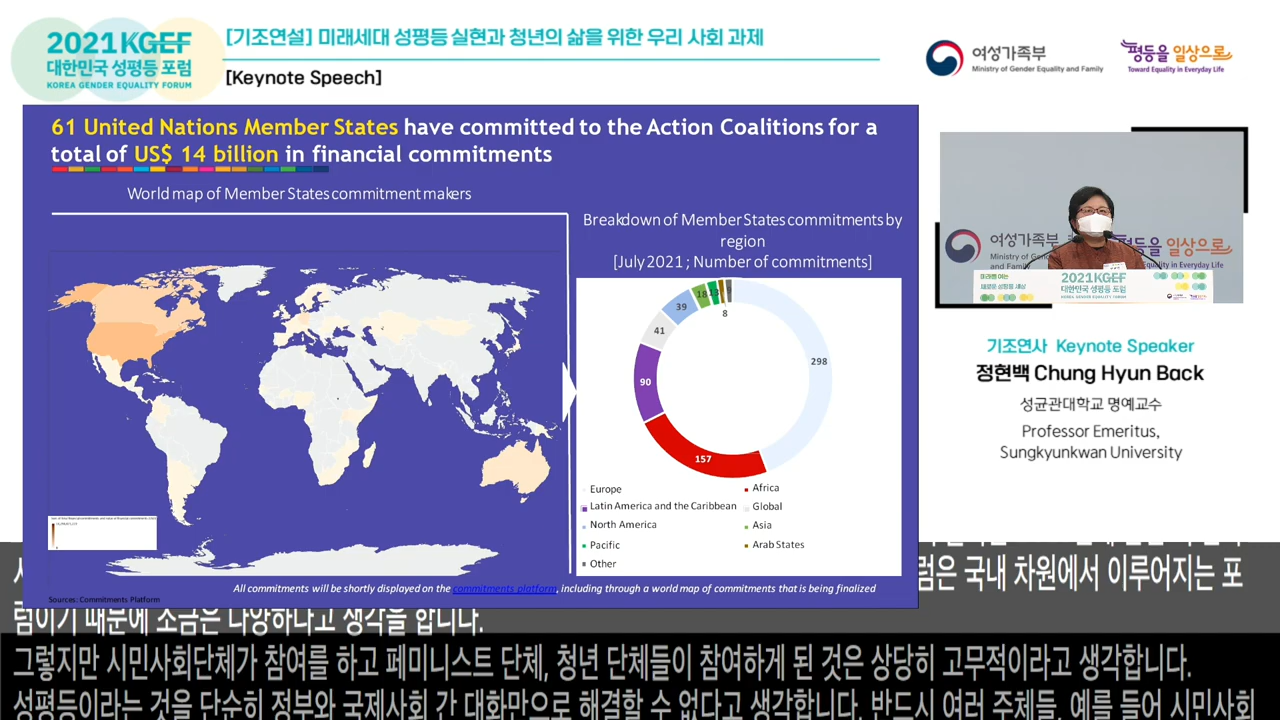 2021 KGEF
대한민국 성평등 포럼
KOREA GENDER EQUALITY FORUM
[기조연설] 미래세대 성평등 실현과 청년의 삶을 위한 우리 사회 과제
[Keynote Speech]
여성가족부
Ministry of Gender Equality and Family
평등을 일상으로
Toward Equality in Everyday Life
61 United Nations Member States have committed to the Action Coalitions for a
total of US$ 14 billion in financial commitments
World map of Member States commitment makers
Breakdown of Member States commitments by
region
[July 2021 ; Number of commitments]
298
157
90
41
39
18
8
Europe
Africa
Latin America and the Caribbean
Global
North America
Asia
Pacific
Arab States
Other
All commitments will be shortly displayed on the commitments platform, including through a world map of commitments that is being finalized
Sources: Commitments Platform
여성가족부
평등을 일상으로
and Family
Equality in Everyday Life
2021 KGEF
대한민국 성평등 포럼
KOREA GENDER EQUALITY FORUM
기조연사 Keynote Speaker
정현백 Chung Hyun Back
성균관대학교 명예교수
Professor Emeritus,
Sungkyunkwan University
럼은 국내 차원에서 이루어지는 포
럼이기 때문에 조금은 다양하다고 생각을 합니다.
그렇지만 시민사회단체가 참여를 하고 페미니스트 단체, 청년 단체들이 참여하게 된 것은 상당히 고무적이라고 생각합니다.
성평등이라는 것을 단순히 정부와 국제사회 간 대화만으로 해결할 수 없다고 생각합니다. 반드시 여러 주체들, 예를 들어 시민사회